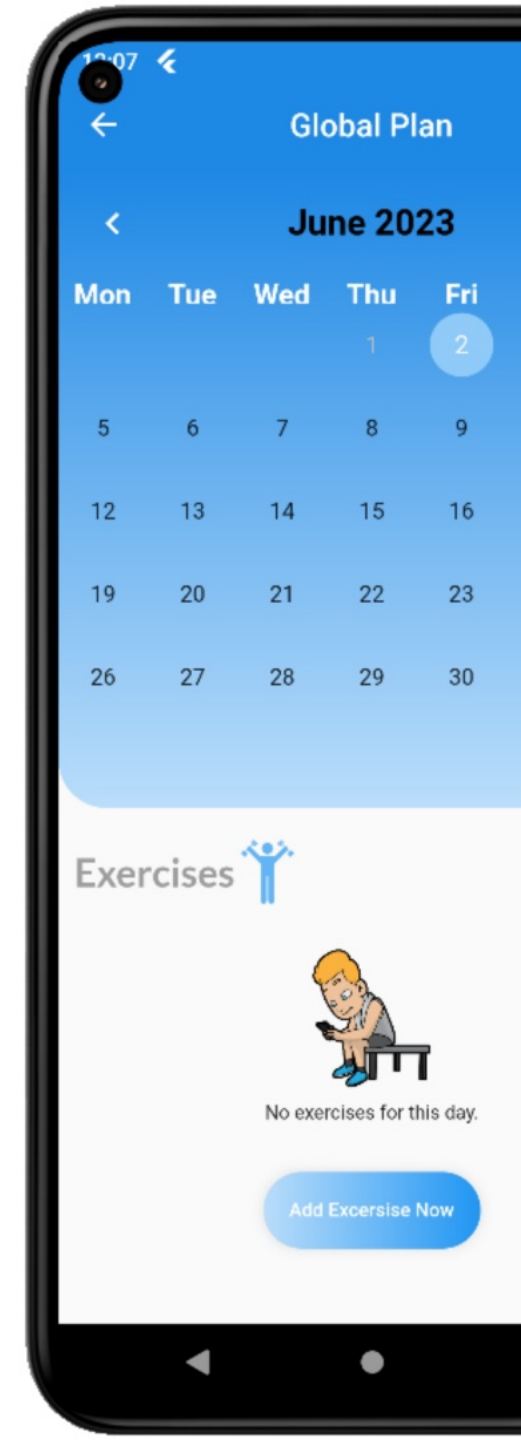 Global Plan
June 2023
Mon Tue Wed Thu Fri
1 2
5 6 7 8 9
12 13 14 15 16
19 20 21 22 23
26 27 28 29 30
Exercises
No exercises for this day.
Add Excersise Now